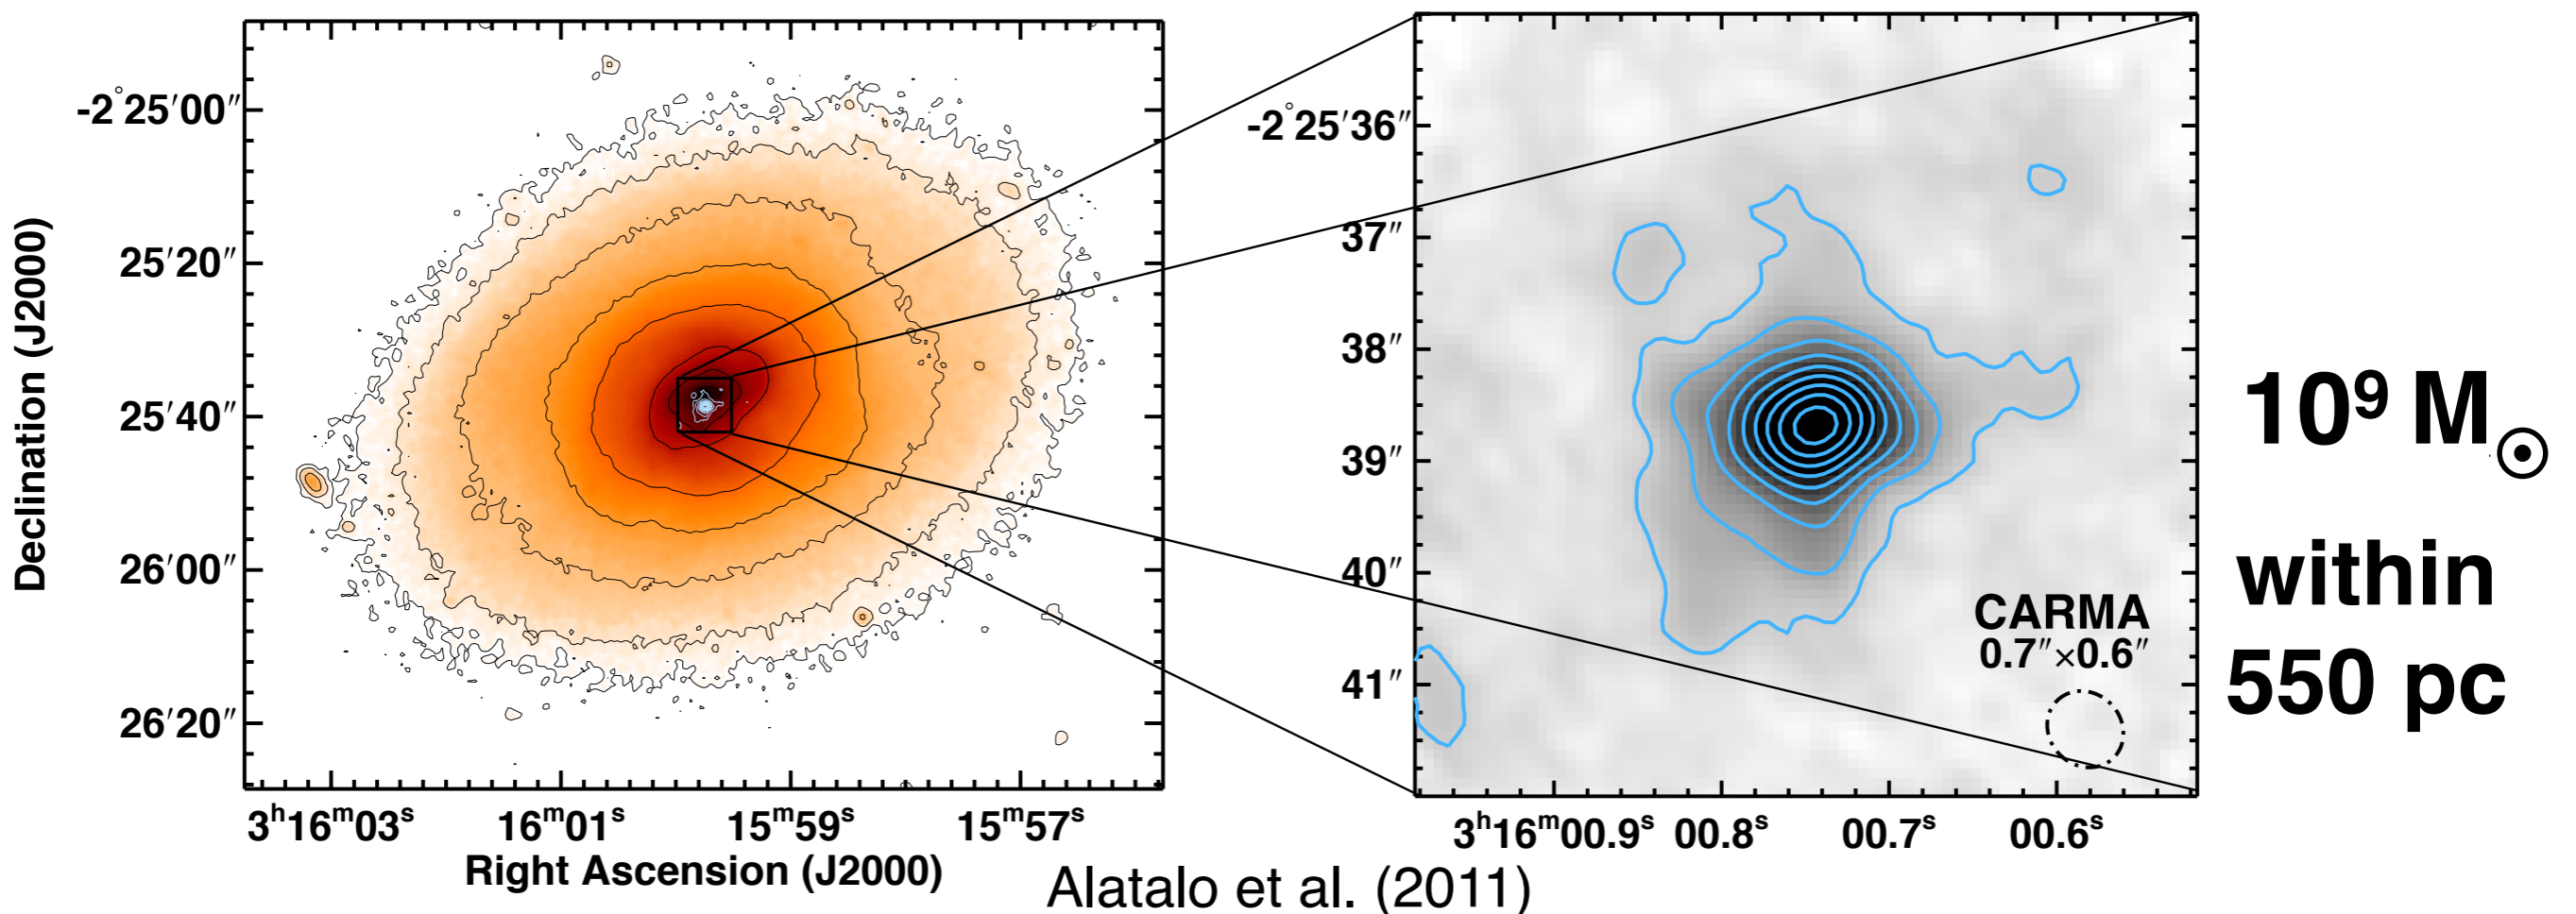 Declination (J2000)
-2°25′00″
25′20″
25′40″
26′00″
26′20″
3ʰ16ᵐ03ˢ 16ᵐ01ˢ 15ᵐ59ˢ 15ᵐ57ˢ
Right Ascension (J2000)
-2°25′36″
37″
38″
39″
40″
41″
CARMA
0.7″×0.6″
3ʰ16ᵐ00.9ˢ 00.8ˢ 00.7ˢ 00.6ˢ
10⁹ M☉
within
550 pc
Alatalo et al. (2011)